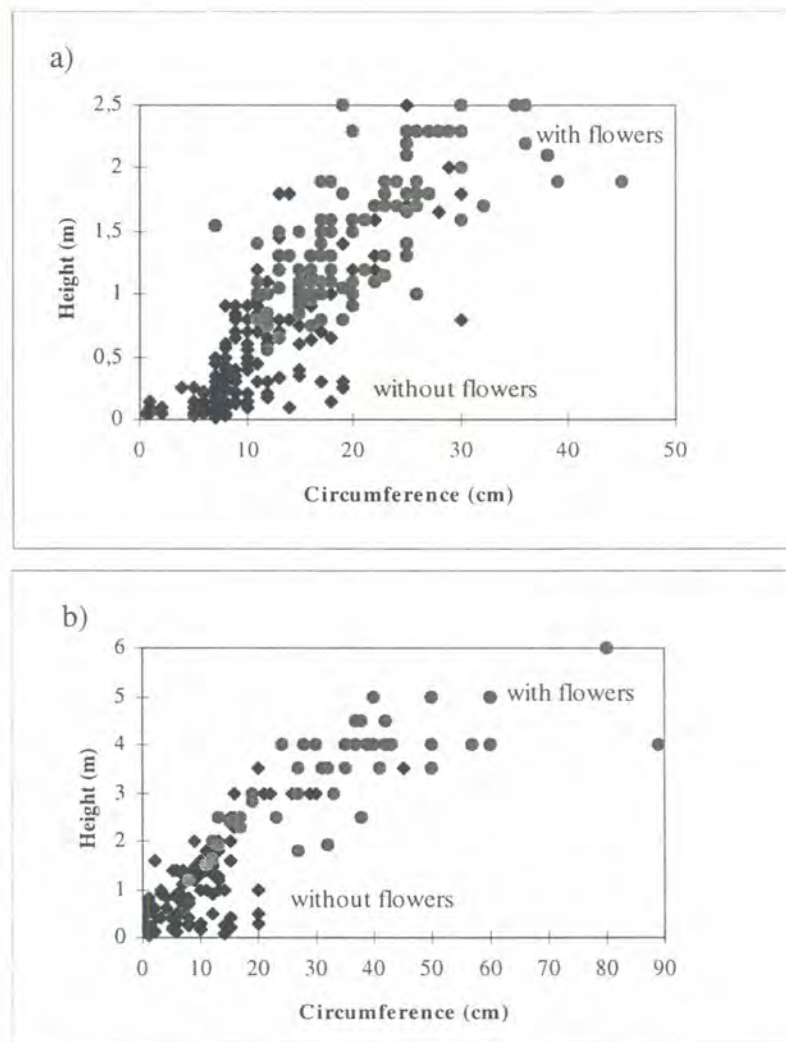 a)
2,5
2
1,5
1
0,5
0
Height (m)
with flowers
without flowers
0 10 20 30 40 50
Circumference (cm)
b)
6
5
4
3
2
1
0
Height (m)
with flowers
without flowers
0 10 20 30 40 50 60 70 80 90
Circumference (cm)